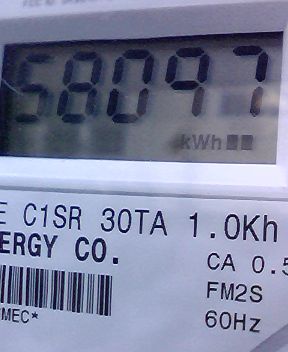 58097
kWh
E C1SR 30TA 1.0Kh
ERGY CO.
CA 0.5
FM2S
MEC*
60Hz